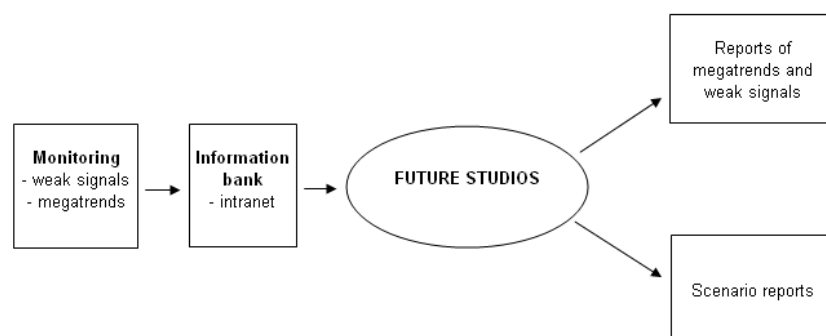 Monitoring
- weak signals
- megatrends
Information
bank
- intranet
FUTURE STUDIOS
Reports of
megatrends and
weak signals
Scenario reports